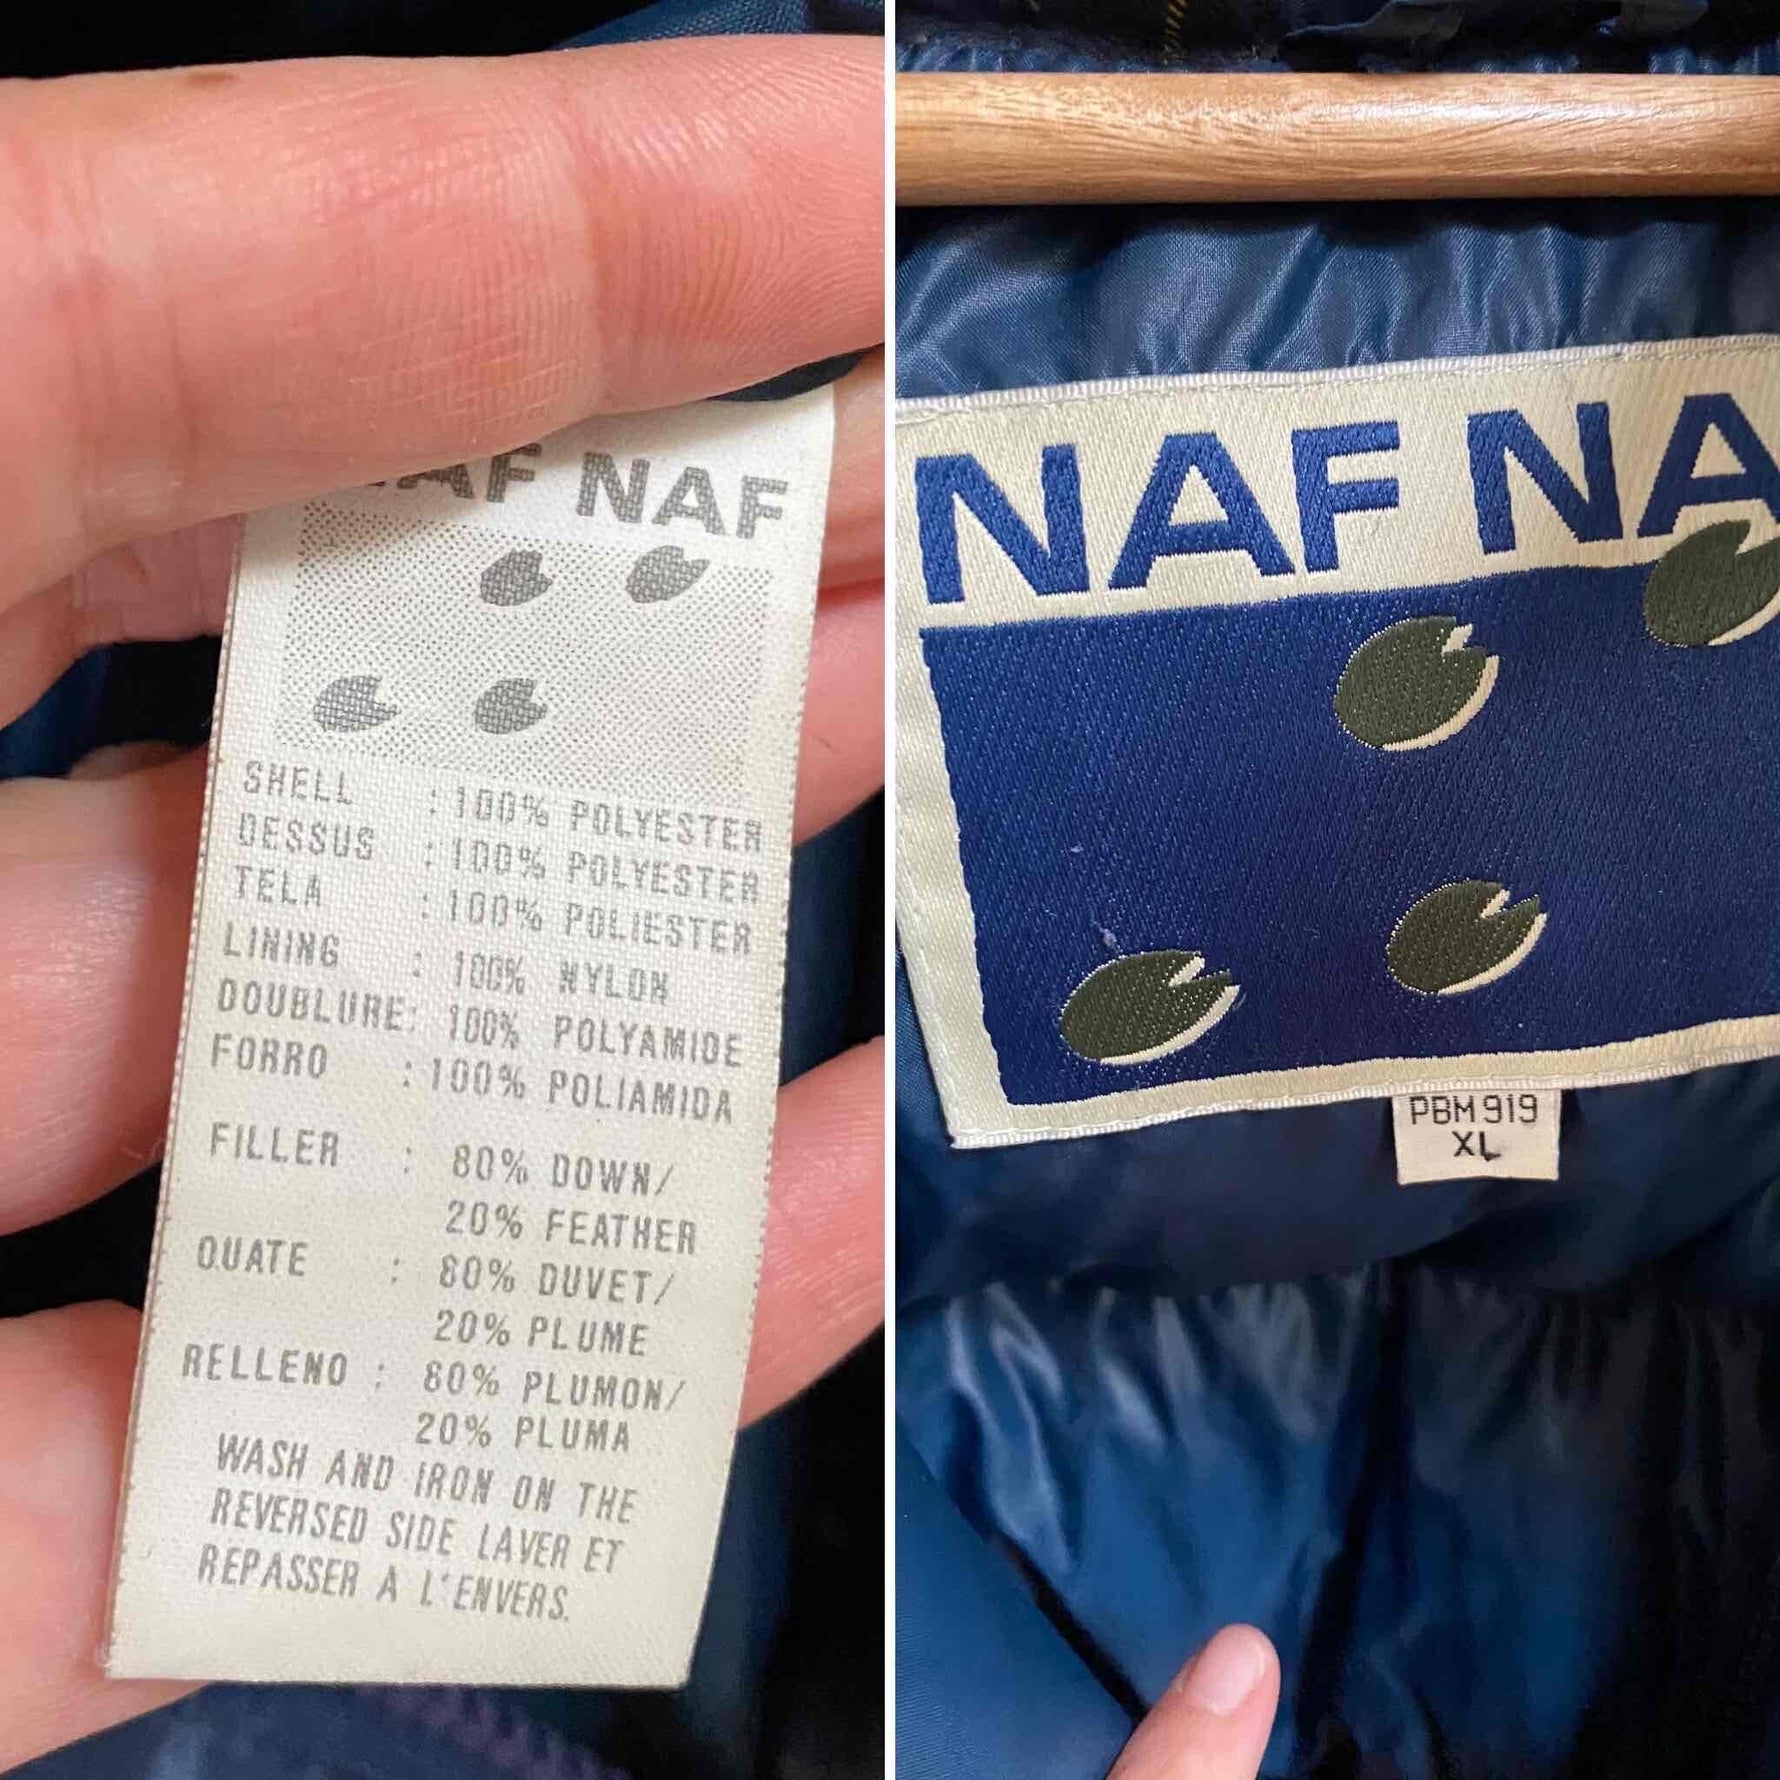 NAF NAF
SHELL : 100% POLYESTER
DESSUS : 100% POLYESTER
TELA : 100% POLIESTER
LINING : 100% NYLON
DOUBLURE: 100% POLYAMIDE
FORRO : 100% POLIAMIDA
FILLER : 80% DOWN/
20% FEATHER
OUATE : 80% DUVET/
20% PLUME
RELLENO : 80% PLUMON/
20% PLUMA
WASH AND IRON ON THE
REVERSED SIDE LAVER ET
REPASSER A L'ENVERS.
NAF NA
PBM 919
XL